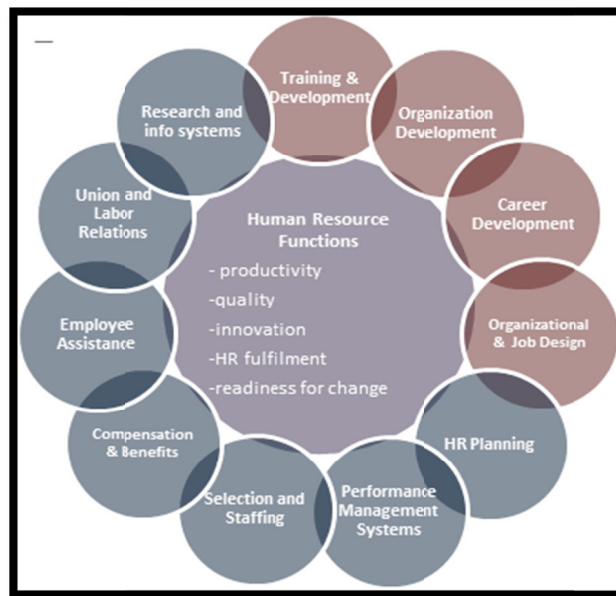 Training &
Development
Organization
Development
Career
Development
Organizational
& Job Design
HR Planning
Performance
Management
Systems
Selection and
Staffing
Compensation
& Benefits
Employee
Assistance
Union and
Labor
Relations
Research and
info systems
Human Resource
Functions
- productivity
-quality
-innovation
-HR fulfilment
-readiness for change